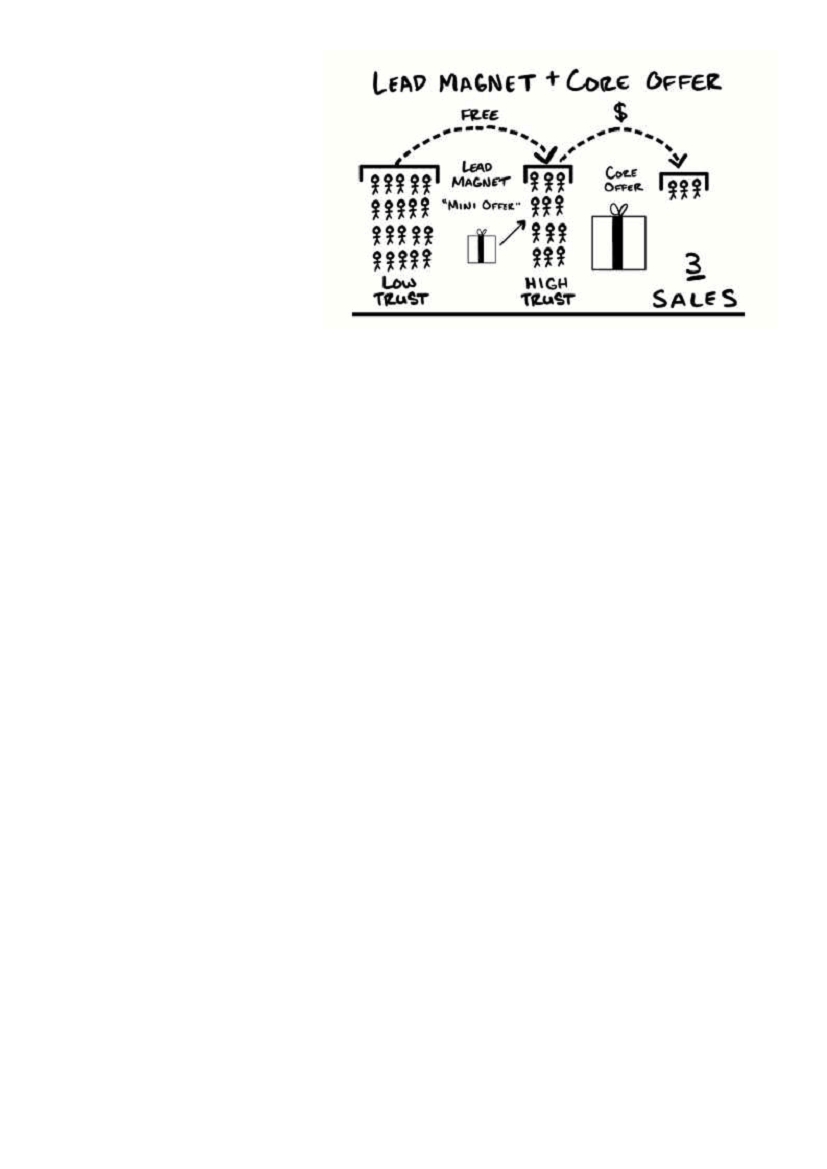 LEAD MAGNET + CORE OFFER
FREE
$
LEAD
MAGNET
"MINI OFFER"
CORE
OFFER
LOW
TRUST
HIGH
TRUST
3
SALES